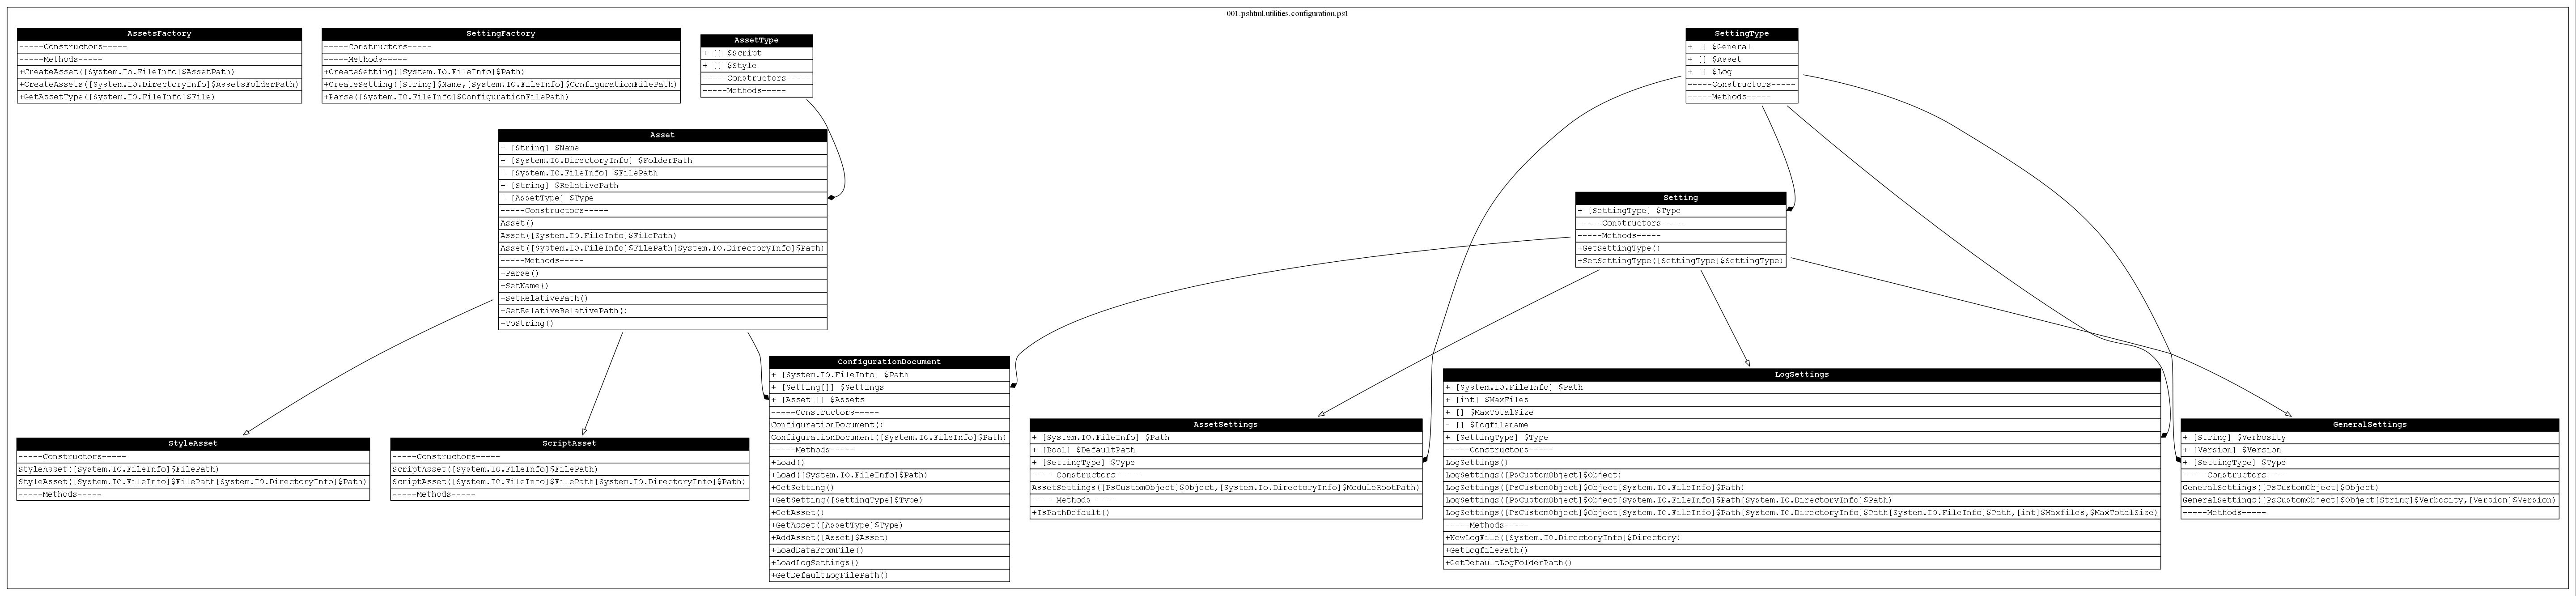 001.pshtml.utilities.configuration.ps1
AssetsFactory
-----Constructors-----
-----Methods-----
+CreateAsset([System.Io.FileInfo]$AssetPath)
+CreateAssets([System.IO.DirectoryInfo]$AssetsFolderPath)
+GetAssetType([System.IO.FileInfo]$File)
SettingFactory
-----Constructors-----
-----Methods-----
+CreateSetting([System.IO.FileInfo]$Path)
+CreateSetting([String]$Name,[System.IO.FileInfo]$ConfigurationFilePath)
+Parse([System.IO.FileInfo]$ConfigurationFilePath)
AssetType
+ [] $Script
+ [] $Style
-----Constructors-----
-----Methods-----
SettingType
+ [] $General
+ [] $Asset
+ [] $Log
-----Constructors-----
-----Methods-----
Asset
+ [String] $Name
+ [System.IO.DirectoryInfo] $FolderPath
+ [System.IO.FileInfo] $FilePath
+ [String] $RelativePath
+ [AssetType] $Type
-----Constructors-----
Asset()
Asset([System.IO.FileInfo]$FilePath)
Asset([System.IO.FileInfo]$FilePath[System.IO.DirectoryInfo]$Path)
-----Methods-----
+Parse()
+SetName()
+SetRelativePath()
+GetRelativeRelativePath()
+ToString()
Setting
+ [SettingType] $Type
-----Constructors-----
-----Methods-----
+GetSettingType()
+SetSettingType([SettingType]$SettingType)
StyleAsset
-----Constructors-----
StyleAsset([System.IO.FileInfo]$FilePath)
StyleAsset([System.IO.FileInfo]$FilePath[System.IO.DirectoryInfo]$Path)
-----Methods-----
ScriptAsset
-----Constructors-----
ScriptAsset([System.IO.FileInfo]$FilePath)
ScriptAsset([System.IO.FileInfo]$FilePath[System.IO.DirectoryInfo]$Path)
-----Methods-----
ConfigurationDocument
+ [System.IO.FileInfo] $Path
+ [Setting[]] $Settings
+ [Asset[]] $Assets
-----Constructors-----
ConfigurationDocument()
ConfigurationDocument([System.IO.FileInfo]$Path)
-----Methods-----
+Load()
+Load([System.IO.FileInfo]$Path)
+GetSetting()
+GetSetting([SettingType]$Type)
+GetAsset()
+GetAsset([AssetType]$Type)
+AddAsset([Asset]$Asset)
+LoadDataFromFile()
+LoadLogSettings()
+GetDefaultLogFilePath()
AssetSettings
+ [System.IO.FileInfo] $Path
+ [Bool] $DefaultPath
+ [SettingType] $Type
-----Constructors-----
AssetSettings([PsCustomObject]$Object,[System.Io.DirectoryInfo]$ModuleRootPath)
-----Methods-----
+IsPathDefault()
LogSettings
+ [System.IO.FileInfo] $Path
+ [int] $MaxFiles
+ [] $MaxTotalSize
- [] $Logfilename
+ [SettingType] $Type
-----Constructors-----
LogSettings()
LogSettings([PsCustomObject]$Object)
LogSettings([PsCustomObject]$Object[System.IO.FileInfo]$Path)
LogSettings([PsCustomObject]$Object[System.IO.FileInfo]$Path[System.IO.DirectoryInfo]$Path)
LogSettings([PsCustomObject]$Object[System.IO.FileInfo]$Path[System.IO.DirectoryInfo]$Path[System.IO.FileInfo]$Path,[int]$Maxfiles,$MaxTotalSize)
-----Methods-----
+NewLogFile([System.IO.DirectoryInfo]$Directory)
+GetLogfilePath()
+GetDefaultLogFolderPath()
GeneralSettings
+ [String] $Verbosity
+ [Version] $Version
+ [SettingType] $Type
-----Constructors-----
GeneralSettings([PsCustomObject]$Object)
GeneralSettings([PsCustomObject]$Object[String]$Verbosity,[Version]$Version)
-----Methods-----